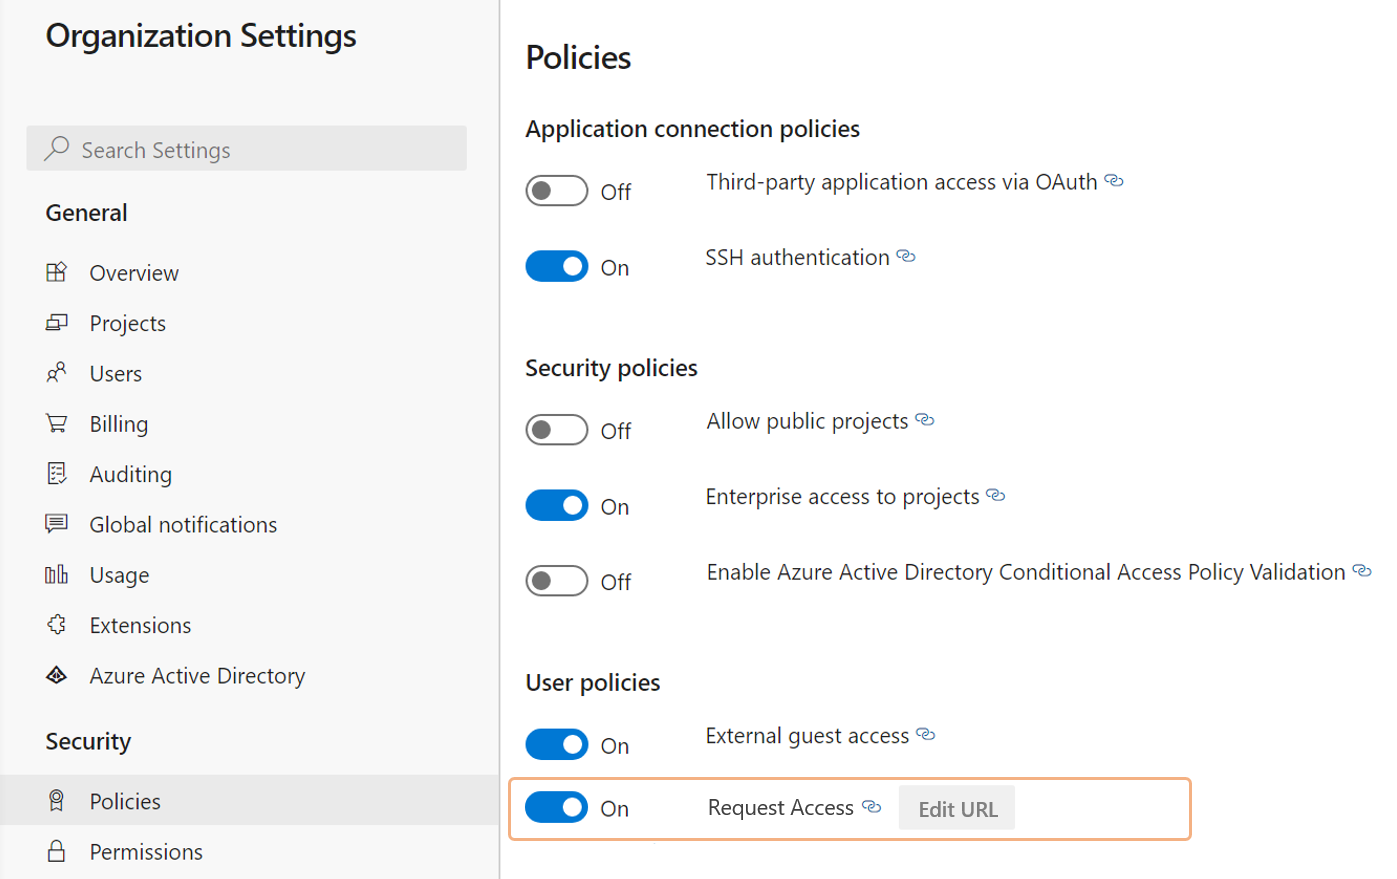 Organization Settings
Search Settings
General
Overview
Projects
Users
Billing
Auditing
Global notifications
Usage
Extensions
Azure Active Directory
Security
Policies
Permissions
Policies
Application connection policies
Off Third-party application access via OAuth
On SSH authentication
Security policies
Off Allow public projects
On Enterprise access to projects
Off Enable Azure Active Directory Conditional Access Policy Validation
User policies
On External guest access
On Request Access Edit URL